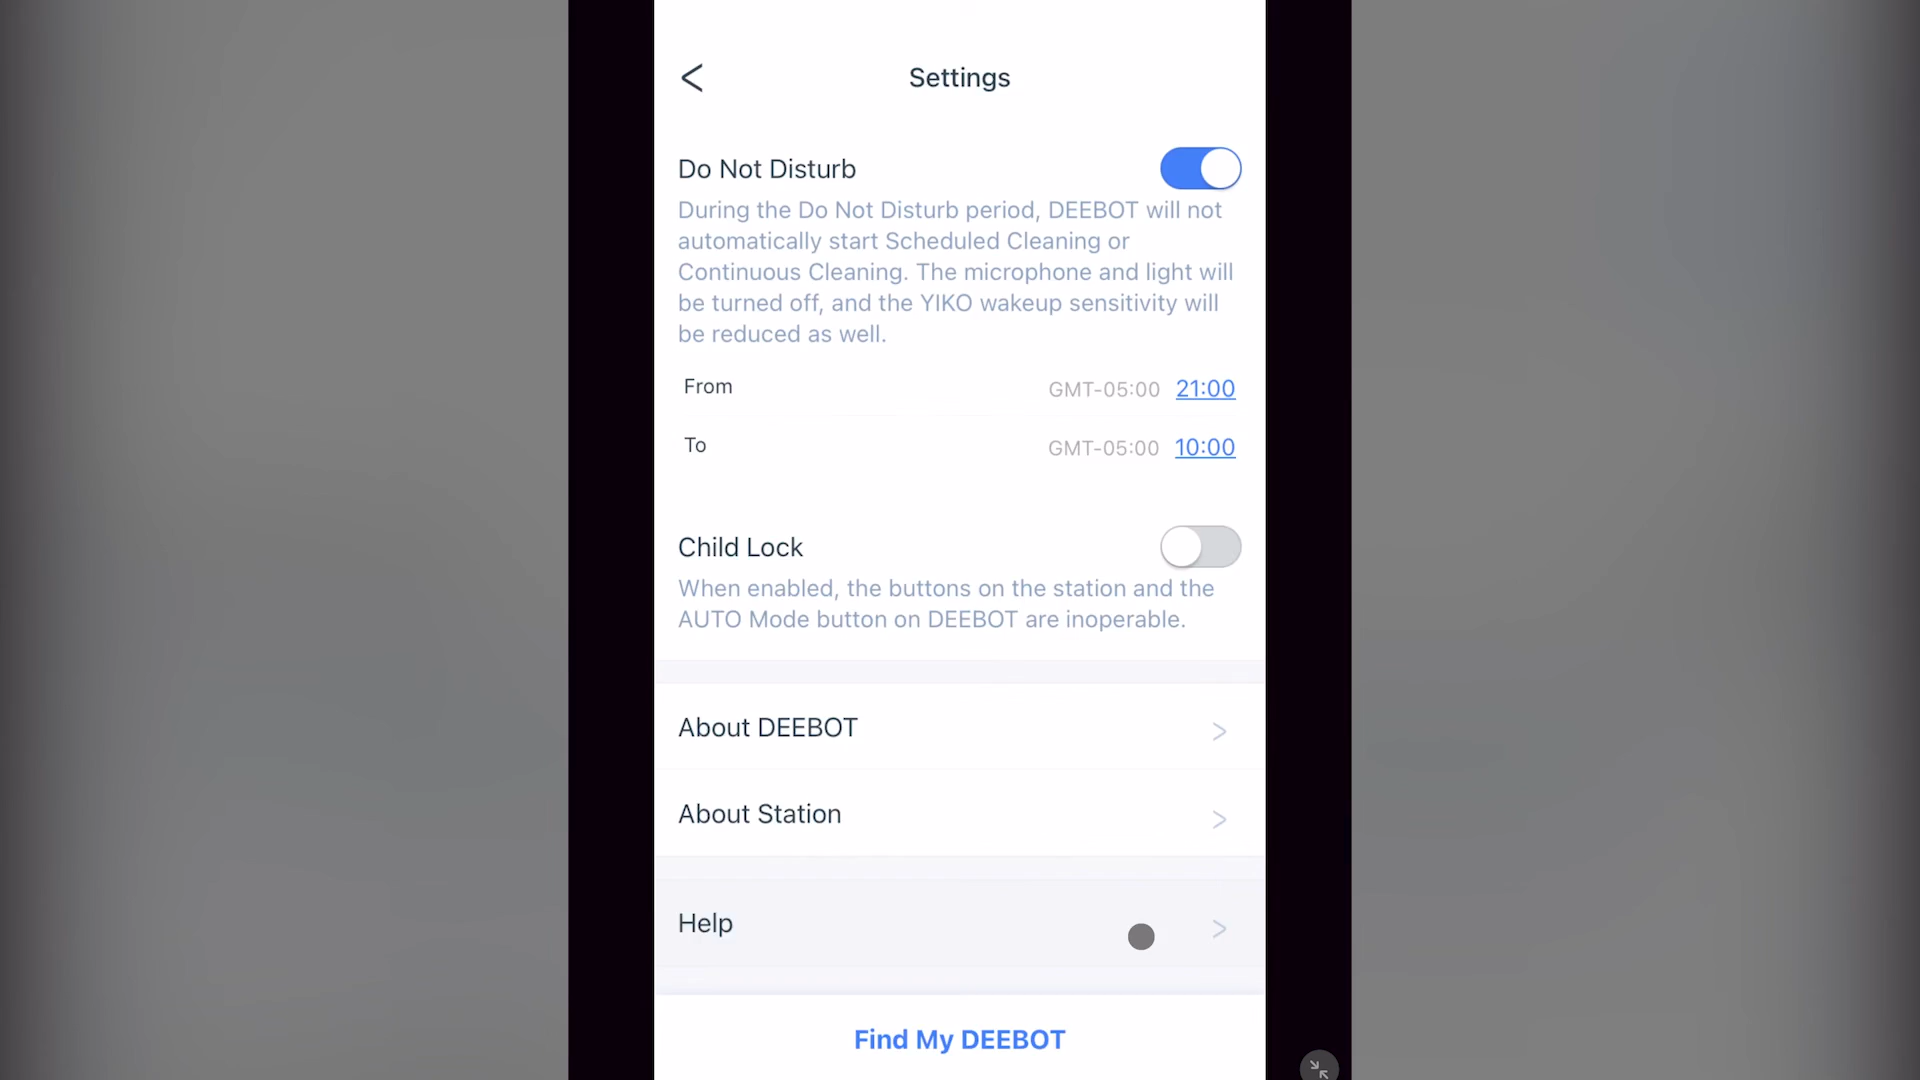 Settings
Do Not Disturb
During the Do Not Disturb period, DEEBOT will not
automatically start Scheduled Cleaning or
Continuous Cleaning. The microphone and light will
be turned off, and the YIKO wakeup sensitivity will
be reduced as well.
From GMT-05:00 21:00
To GMT-05:00 10:00
Child Lock
When enabled, the buttons on the station and the
AUTO Mode button on DEEBOT are inoperable.
About DEEBOT
About Station
Help
Find My DEEBOT